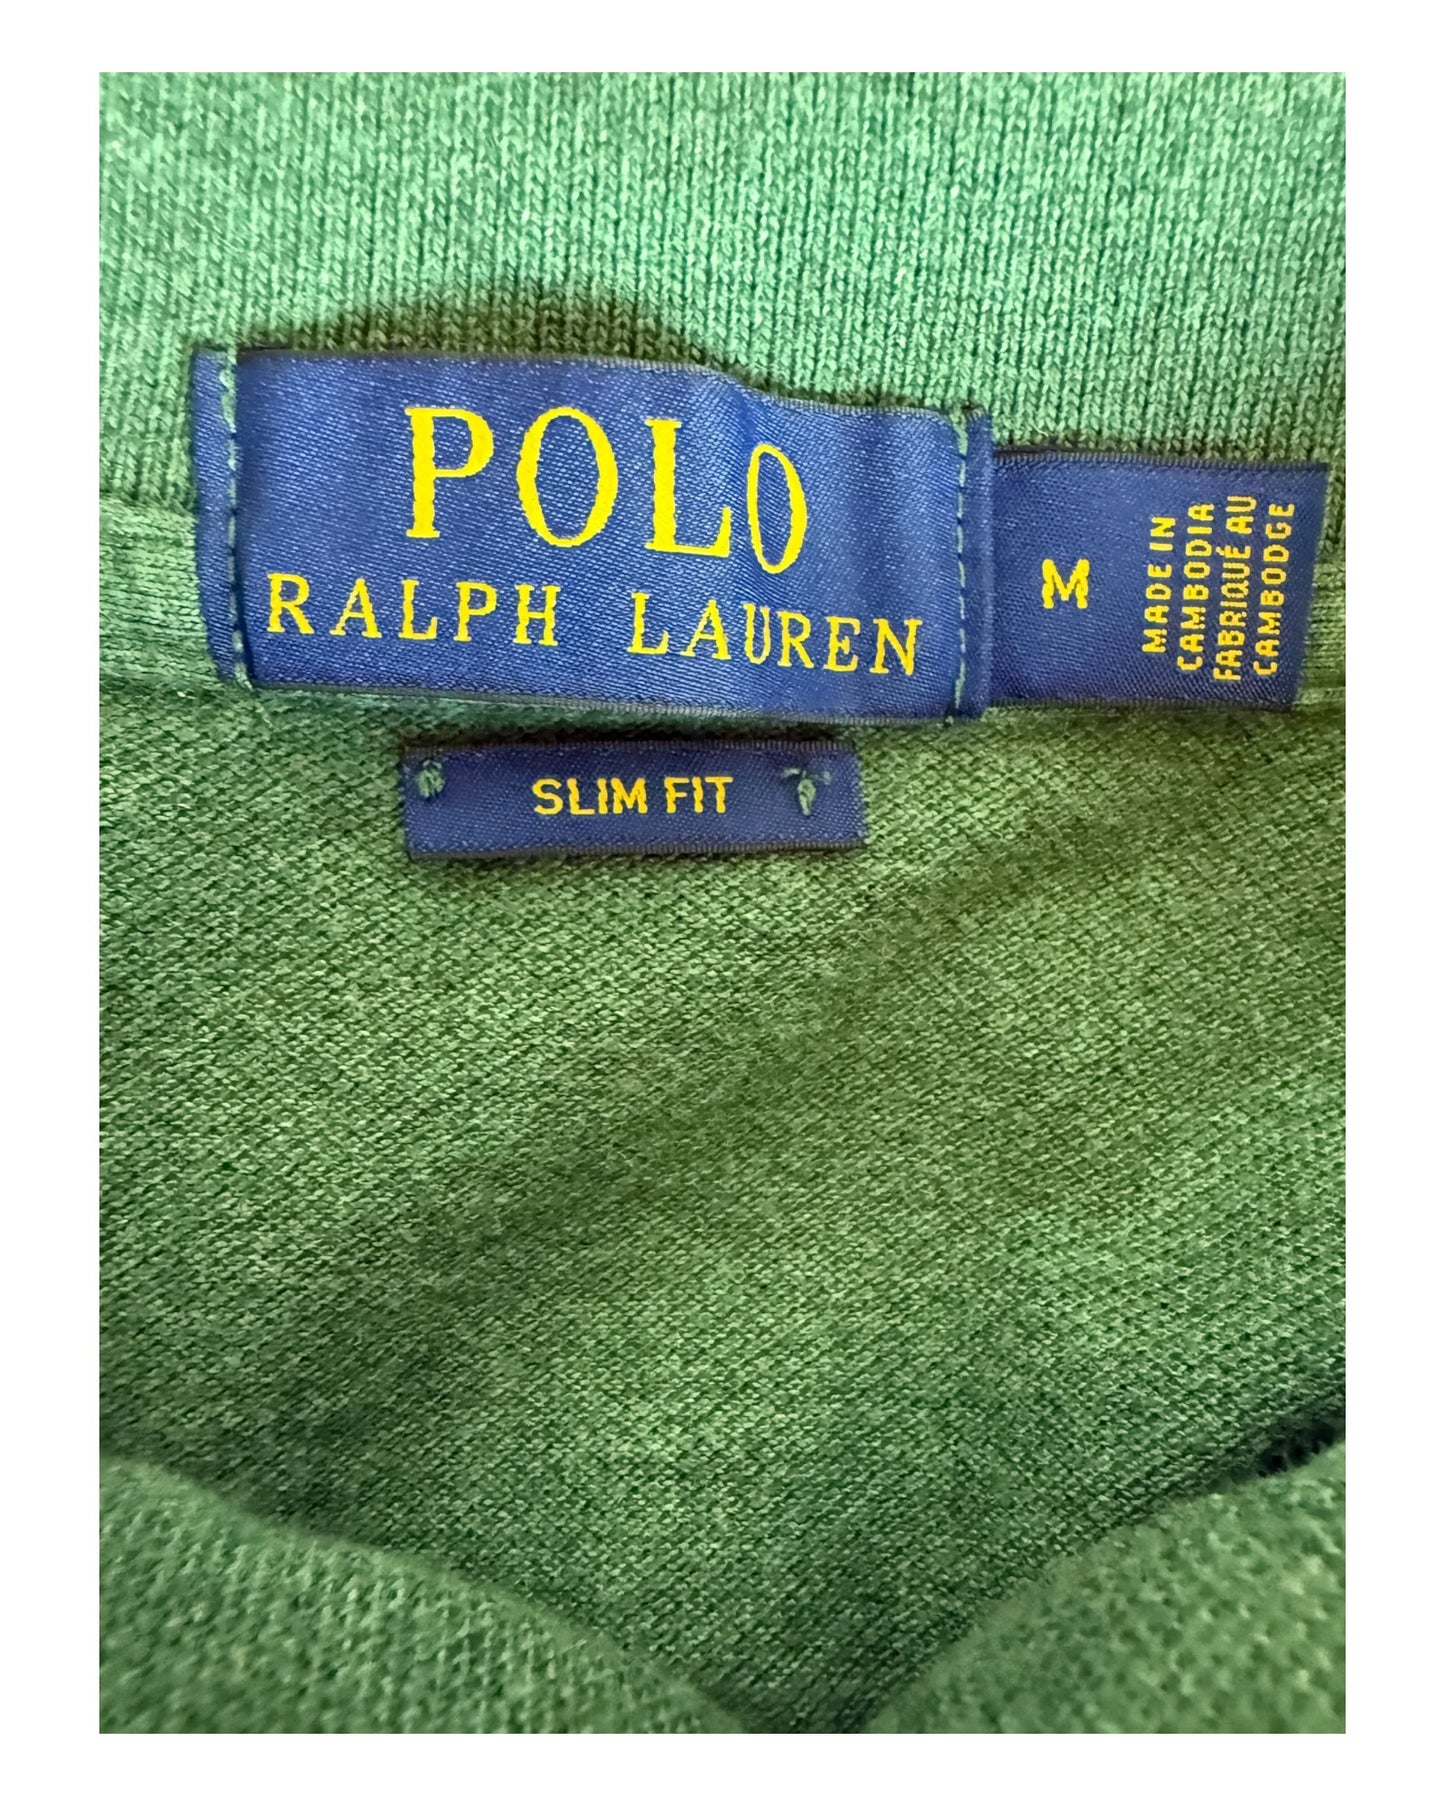 POLO
RALPH LAUREN
M
MADE IN
CAMBODIA
FABRIQUÉ AU
CAMBODGE
SLIM FIT